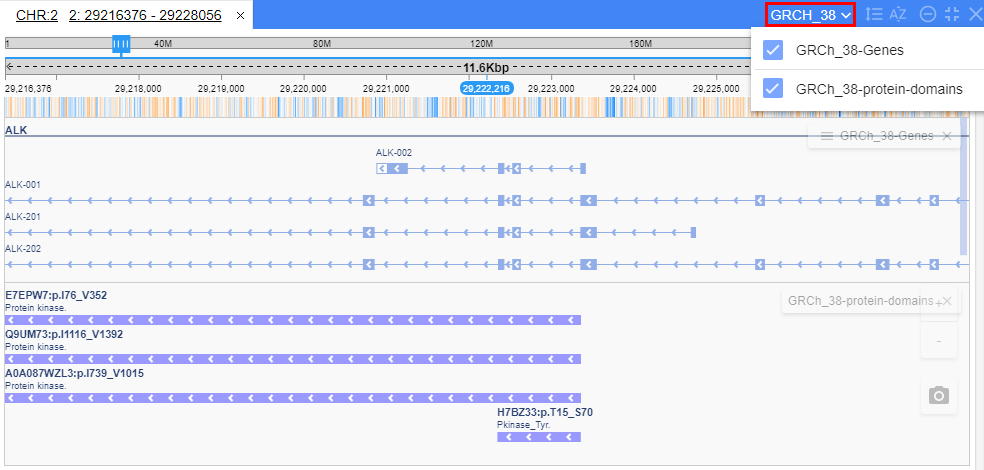 CHR:2 2: 29216376 - 29228056 × GRCH_38
1 40M 80M 120M 160M
GRCh_38-Genes
11.6Kbp
29,216,376 29,218,000 29,219,000 29,220,000 29,221,000 29,222,216 29,223,000 29,224,000 29,225,000
GRCh_38-protein-domains
ALK
GRCh_38-Genes ×
ALK-002
ALK-001
ALK-201
ALK-202
E7EPW7:p.I76_V352
GRCh_38-protein-domains ×
+
Protein kinase.
Q9UM73:p.I1116_V1392
-
Protein kinase.
A0A087WZL3:p.I739_V1015
Protein kinase.
H7BZ33:p.T15_S70
Pkinase_Tyr.